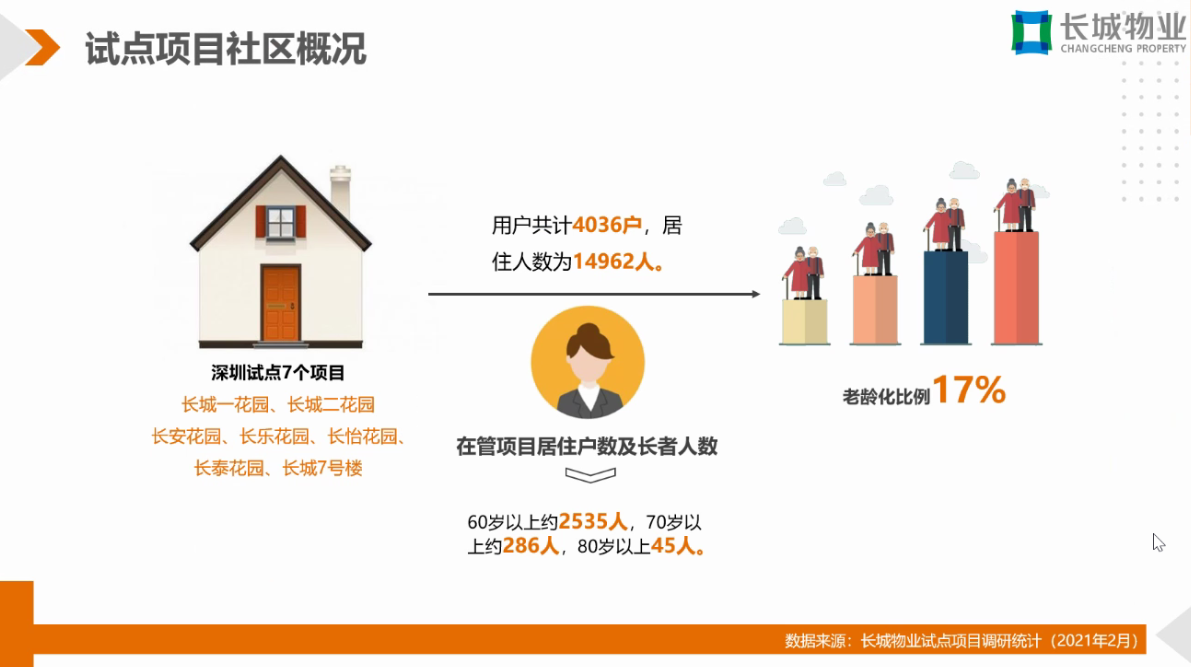 试点项目社区概况
长城物业
CHANGCHENG PROPERTY
用户共计4036户，居
住人数为14962人。
深圳试点7个项目
长城一花园、长城二花园
长安花园、长乐花园、长怡花园、
长泰花园、长城7号楼
在管项目居住户数及长者人数
60岁以上约2535人，70岁以
上约286人，80岁以上45人。
老龄化比例17%
数据来源：长城物业试点项目调研统计（2021年2月）